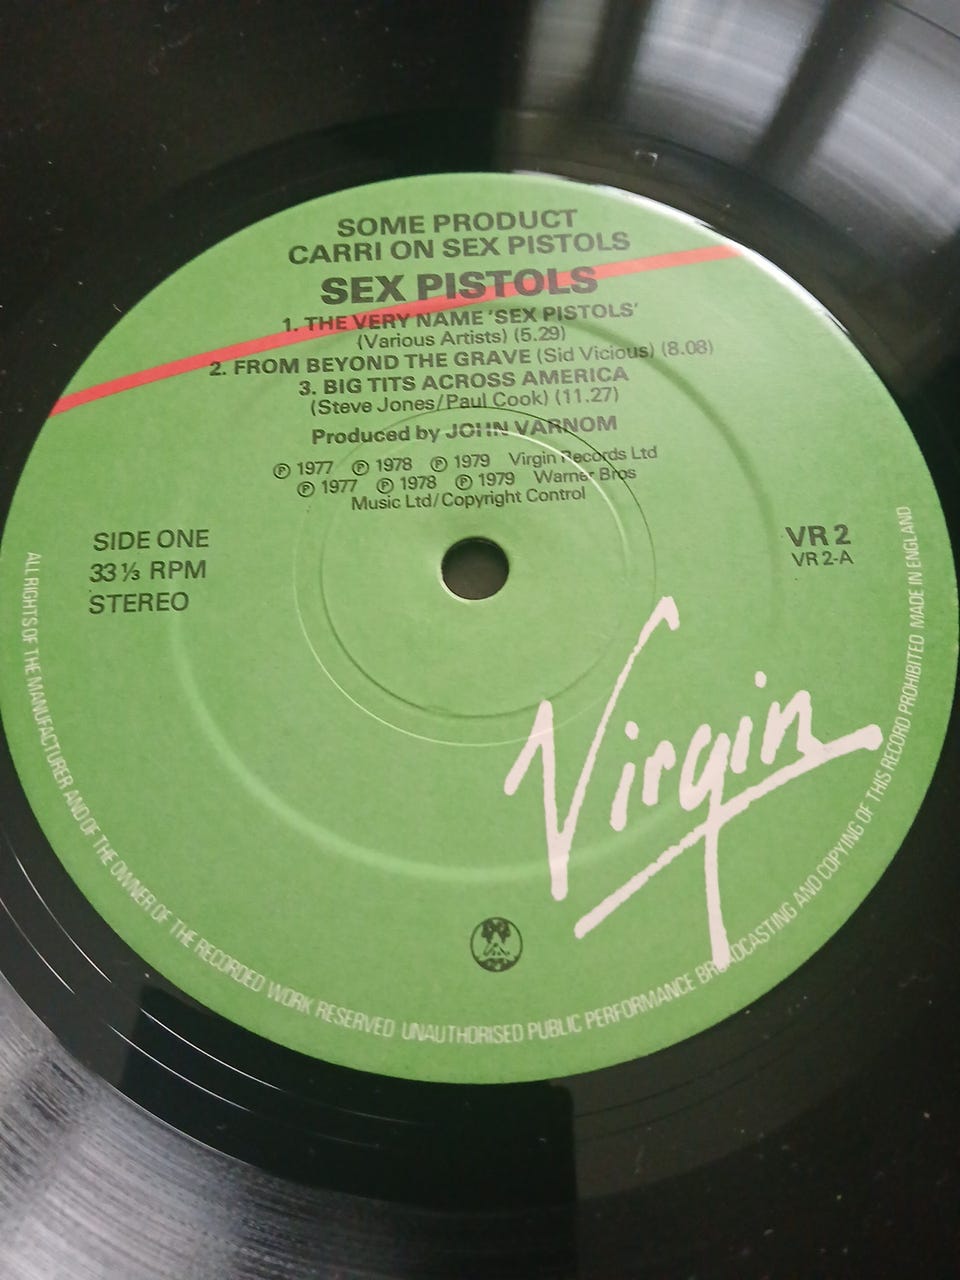 SOME PRODUCT
CARRI ON SEX PISTOLS
SEX PISTOLS
1. THE VERY NAME 'SEX PISTOLS'
(Various Artists) (5.29)
2. FROM BEYOND THE GRAVE (Sid Vicious) (8.08)
3. BIG TITS ACROSS AMERICA
(Steve Jones/Paul Cook) (11.27)
Produced by JOHN VARNOM
℗ 1977 ℗ 1978 ℗ 1979 Virgin Records Ltd
℗ 1977 ℗ 1978 ℗ 1979 Warner Bros
Music Ltd/Copyright Control
SIDE ONE
33⅓ RPM
STEREO
VR 2
VR 2-A
Virgin
ALL RIGHTS OF THE MANUFACTURER AND OF THE OWNER OF THE RECORDED WORK RESERVED UNAUTHORISED PUBLIC PERFORMANCE BROADCASTING AND COPYING OF THIS RECORD PROHIBITED MADE IN ENGLAND